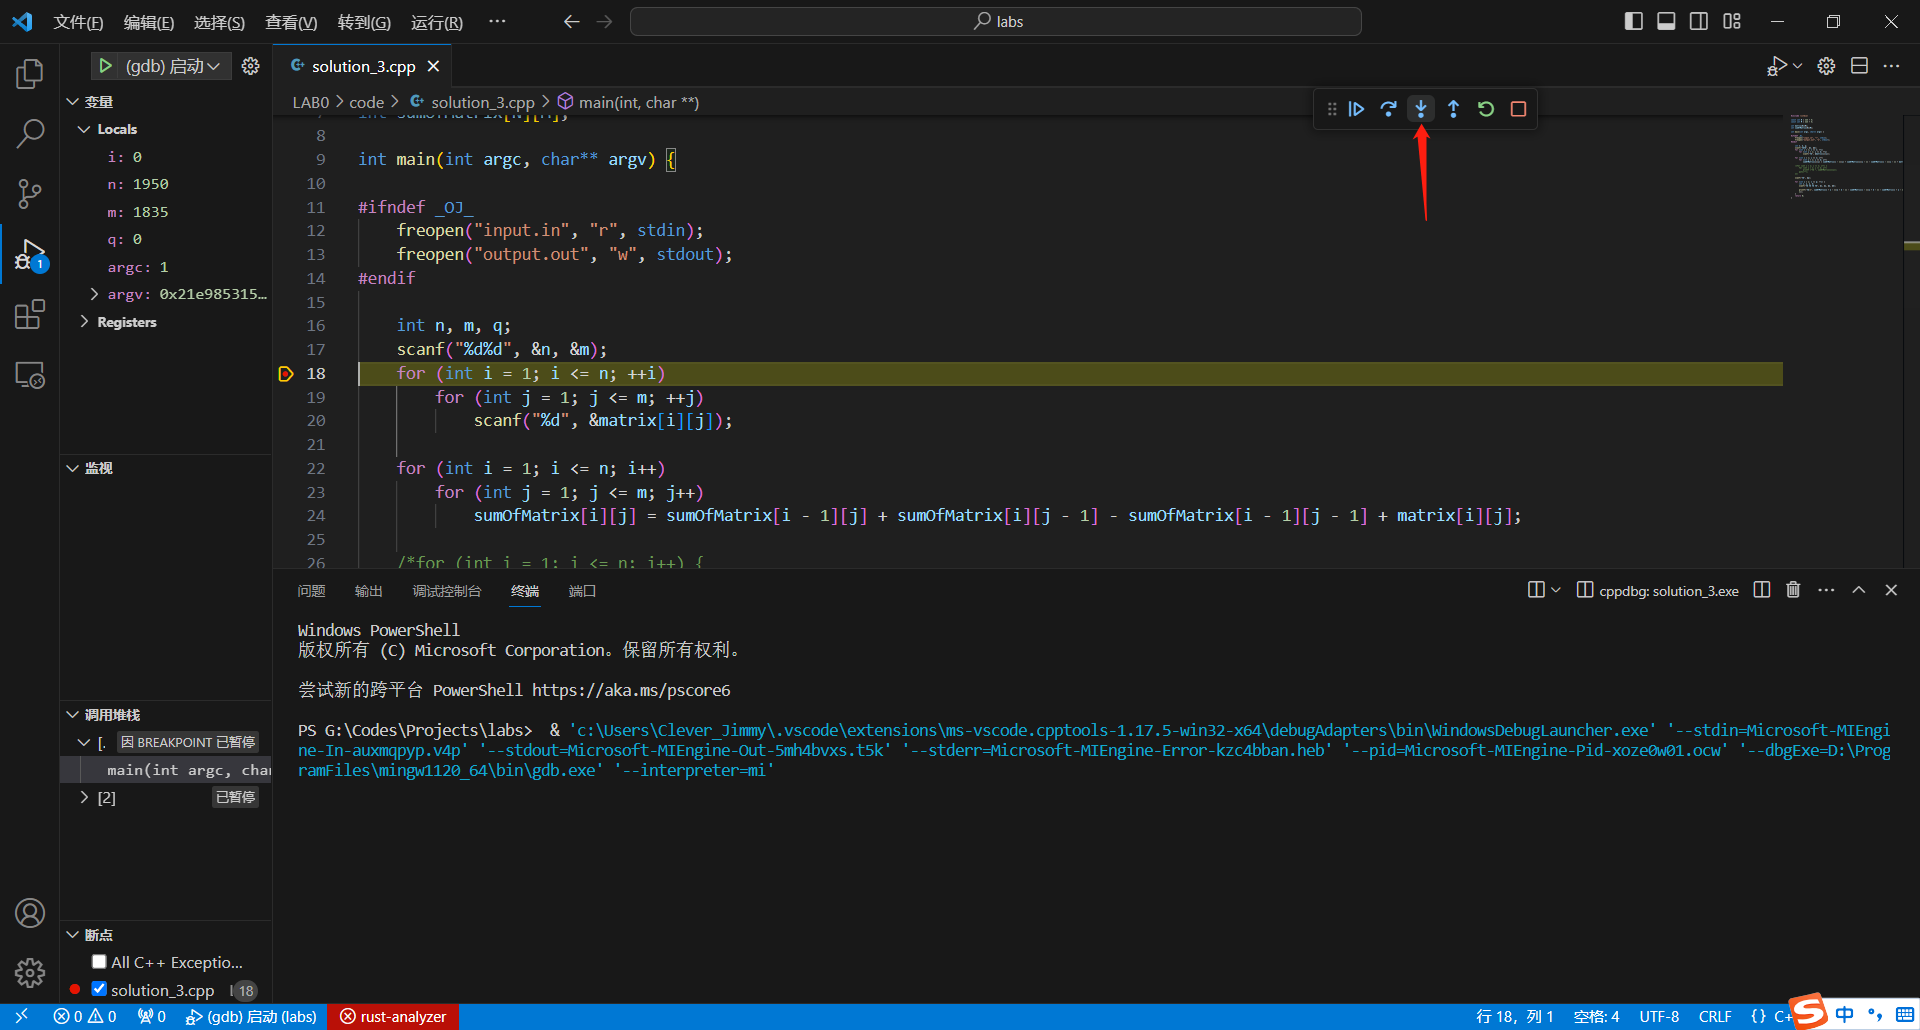 文件(F) 编辑(E) 选择(S) 查看(V) 转到(G) 运行(R) ··· labs
(gdb) 启动
变量
Locals
i: 0
n: 1950
m: 1835
q: 0
argc: 1
argv: 0x21e985315...
Registers
监视
调用堆栈
[. 因 BREAKPOINT 已暂停
main(int argc, char
[2] 已暂停
断点
All C++ Exceptio...
solution_3.cpp 18
solution_3.cpp
LAB0 > code > solution_3.cpp > main(int, char **)
7 int sumOfMatrix[N][M];
8
9 int main(int argc, char** argv) {
10
11 #ifndef _OJ_
12 freopen("input.in", "r", stdin);
13 freopen("output.out", "w", stdout);
14 #endif
15
16 int n, m, q;
17 scanf("%d%d", &n, &m);
18 for (int i = 1; i <= n; ++i)
19 for (int j = 1; j <= m; ++j)
20 scanf("%d", &matrix[i][j]);
21
22 for (int i = 1; i <= n; i++)
23 for (int j = 1; j <= m; j++)
24 sumOfMatrix[i][j] = sumOfMatrix[i - 1][j] + sumOfMatrix[i][j - 1] - sumOfMatrix[i - 1][j - 1] + matrix[i][j];
25
26 /*for (int i = 1; i <= n; i++) {
问题 输出 调试控制台 终端 端口 cppdbg: solution_3.exe
Windows PowerShell
版权所有 (C) Microsoft Corporation。保留所有权利。
尝试新的跨平台 PowerShell https://aka.ms/pscore6
PS G:\Codes\Projects\labs>  & 'c:\Users\Clever_Jimmy\.vscode\extensions\ms-vscode.cpptools-1.17.5-win32-x64\debugAdapters\bin\WindowsDebugLauncher.exe' '--stdin=Microsoft-MIEngi
ne-In-auxmqpyp.v4p' '--stdout=Microsoft-MIEngine-Out-5mh4bvxs.t5k' '--stderr=Microsoft-MIEngine-Error-kzc4bban.heb' '--pid=Microsoft-MIEngine-Pid-xoze0w01.ocw' '--dbgExe=D:\Prog
ramFiles\mingw1120_64\bin\gdb.exe' '--interpreter=mi'
0 0 0 (gdb) 启动 (labs) rust-analyzer 行 18，列 1 空格: 4 UTF-8 CRLF {} C+ 中